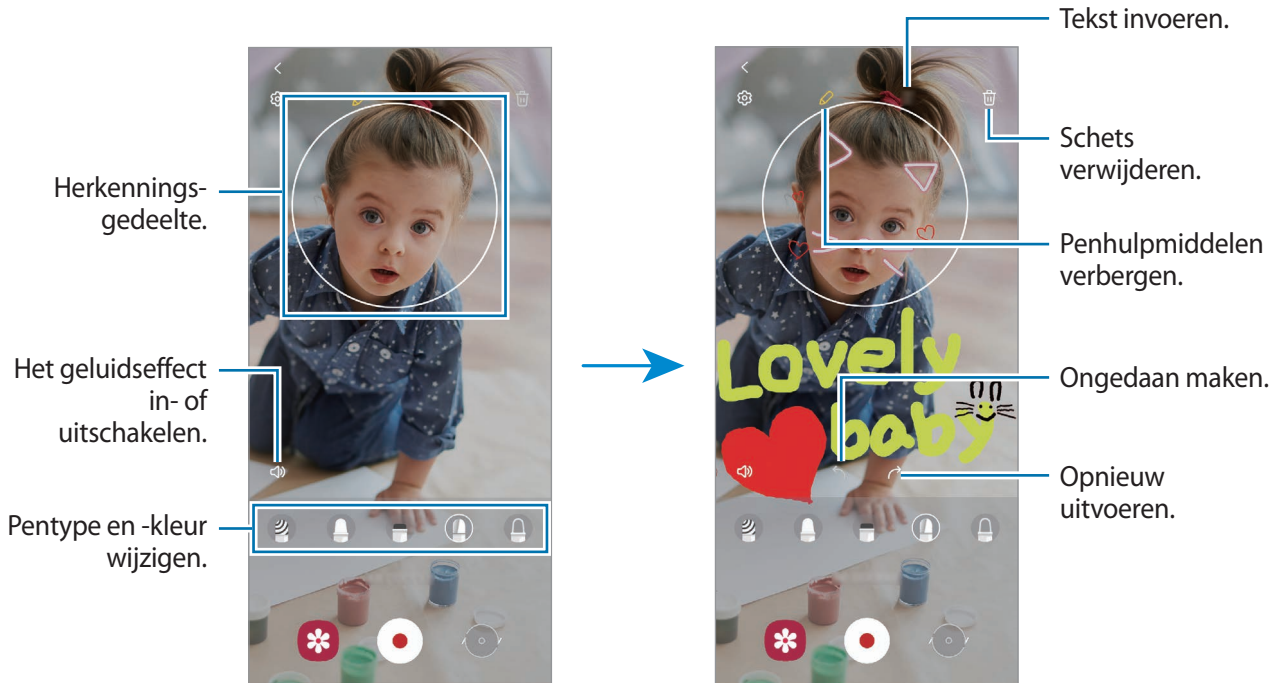 Herkennings-
gedeelte.
Het geluidseffect
in- of
uitschakelen.
Pentype en -kleur
wijzigen.
Tekst invoeren.
Schets
verwijderen.
Penhulpmiddelen
verbergen.
Ongedaan maken.
Opnieuw
uitvoeren.
Lovely
baby